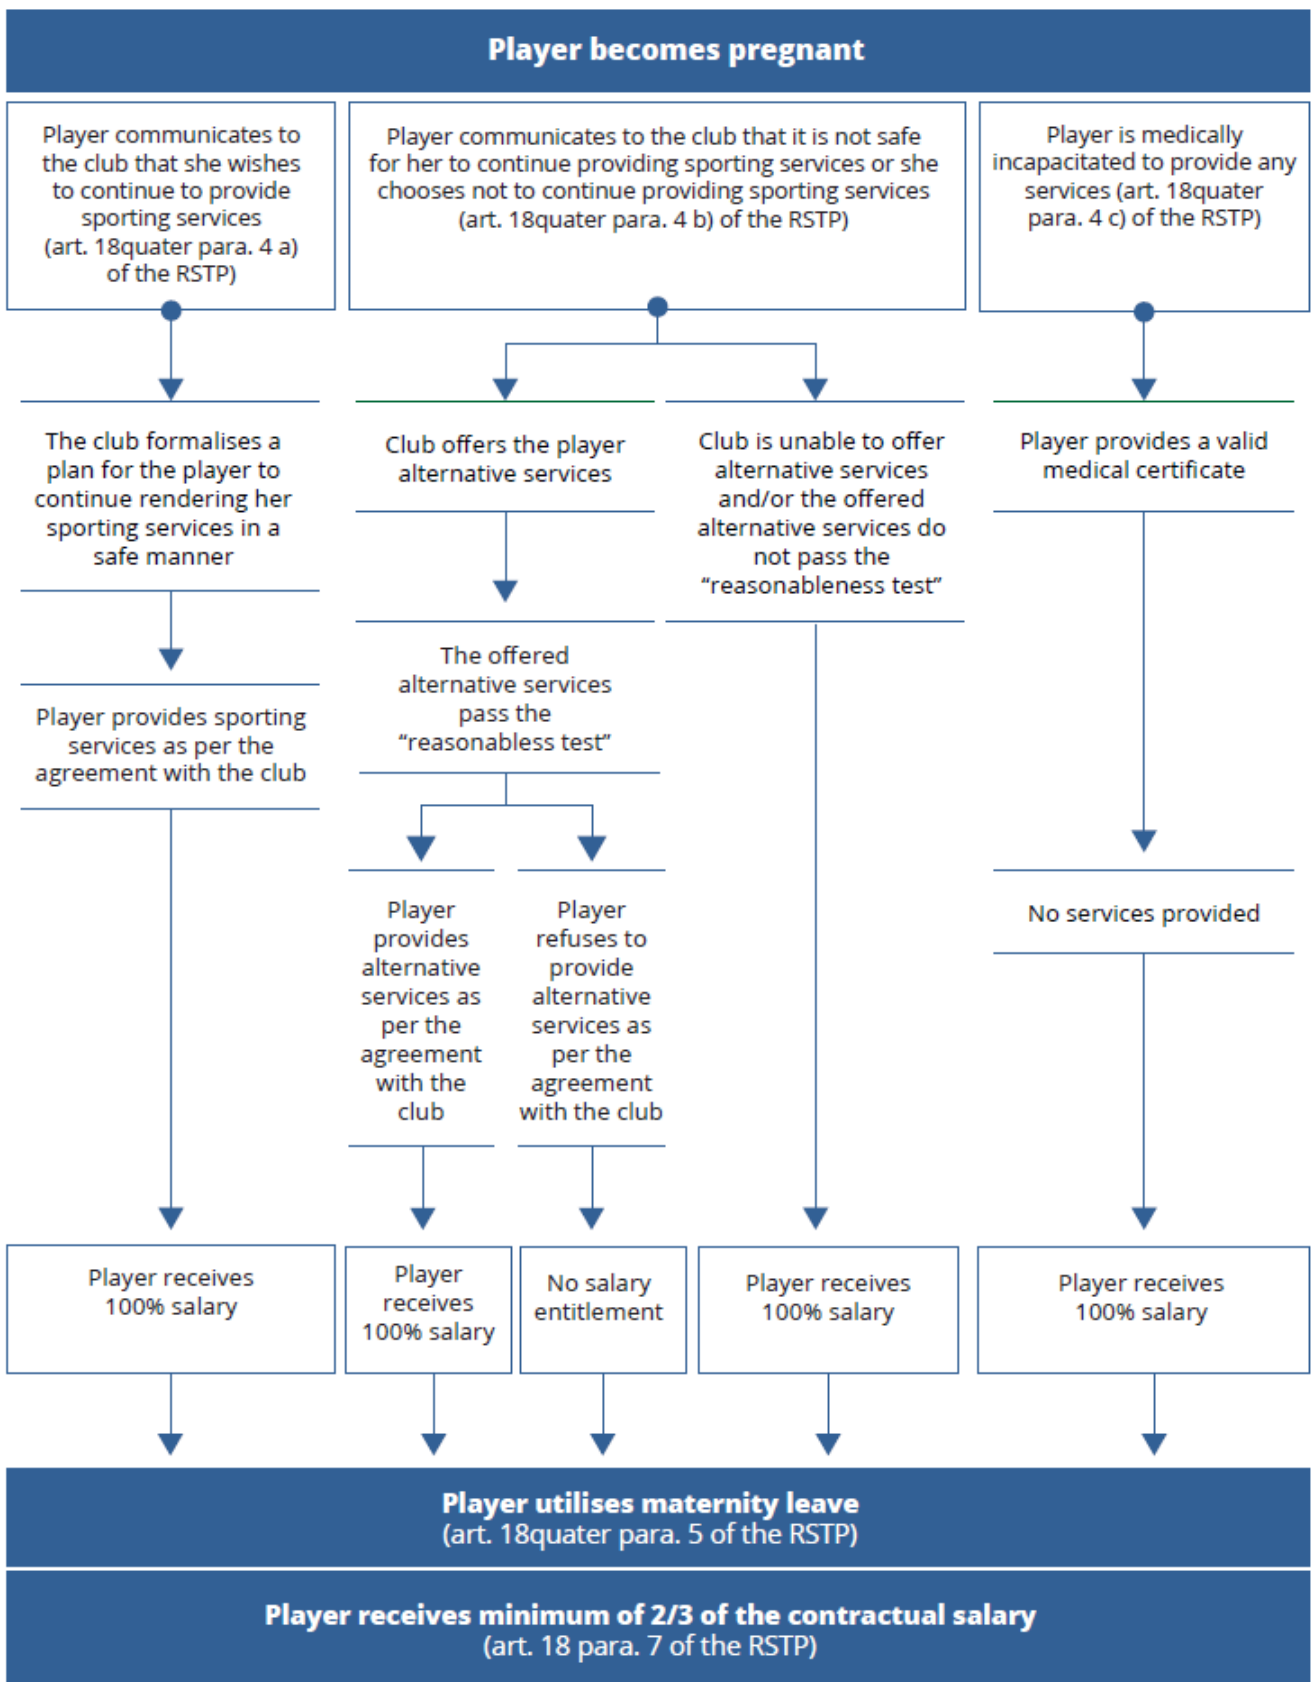 Player becomes pregnant
Player communicates to
the club that she wishes
to continue to provide
sporting services
(art. 18quater para. 4 a)
of the RSTP)
Player communicates to the club that it is not safe
for her to continue providing sporting services or she
chooses not to continue providing sporting services
(art. 18quater para. 4 b) of the RSTP)
Player is medically
incapacitated to provide any
services (art. 18quater
para. 4 c) of the RSTP)
The club formalises a
plan for the player to
continue rendering her
sporting services in a
safe manner
Club offers the player
alternative services
Club is unable to offer
alternative services
and/or the offered
alternative services do
not pass the
“reasonableness test”
Player provides a valid
medical certificate
The offered
alternative services
pass the
“reasonabless test”
Player provides sporting
services as per the
agreement with the club
Player
provides
alternative
services as
per the
agreement
with the
club
Player
refuses to
provide
alternative
services as
per the
agreement
with the club
No services provided
Player receives
100% salary
Player
receives
100% salary
No salary
entitlement
Player receives
100% salary
Player receives
100% salary
Player utilises maternity leave
(art. 18quater para. 5 of the RSTP)
Player receives minimum of 2/3 of the contractual salary
(art. 18 para. 7 of the RSTP)